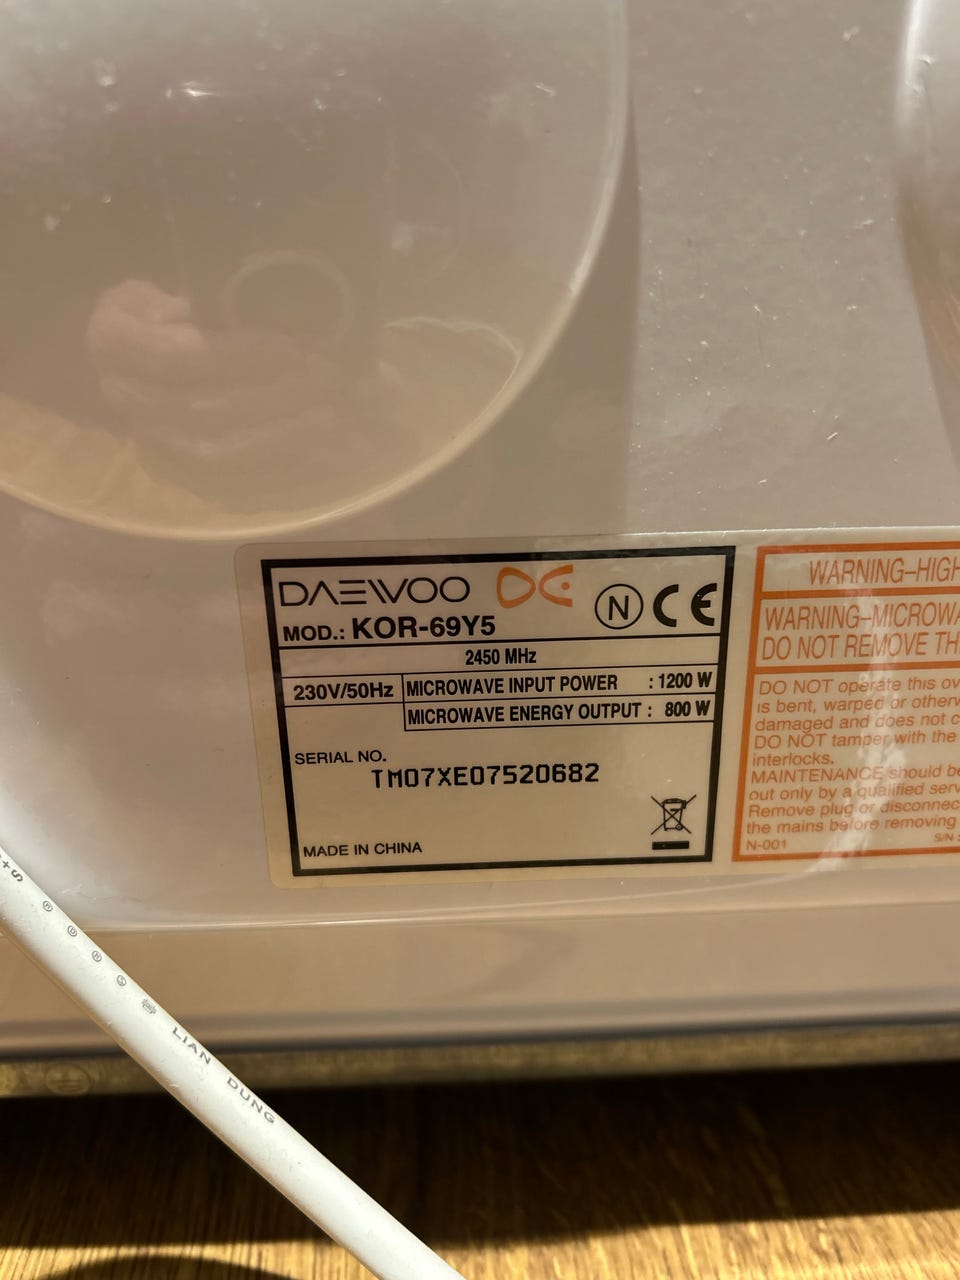 DAEWOO
N CE
MOD.: KOR-69Y5
2450 MHz
230V/50Hz
MICROWAVE INPUT POWER : 1200 W
MICROWAVE ENERGY OUTPUT : 800 W
SERIAL NO.
TM07XE07520682
MADE IN CHINA
WARNING–HIGH
WARNING–MICROWA
DO NOT REMOVE TH
DO NOT operate this ov
is bent, warped or otherw
damaged and does not c
DO NOT tamper with the
interlocks.
MAINTENANCE should be
out only by a qualified serv
Remove plug or disconnec
the mains before removing
N-001 S/N
LIAN DUNG